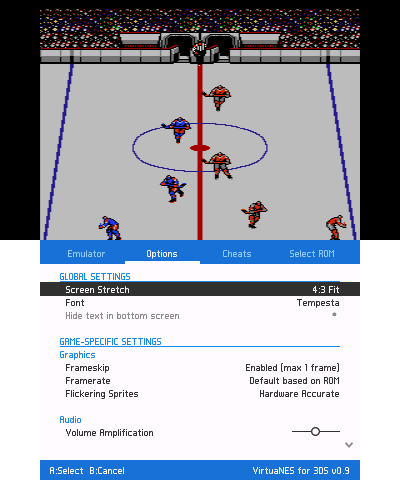 Emulator Options Cheats Select ROM
GLOBAL SETTINGS
Screen Stretch 4:3 Fit
Font Tempesta
Hide text in bottom screen
GAME-SPECIFIC SETTINGS
Graphics
Frameskip Enabled (max 1 frame)
Framerate Default based on ROM
Flickering Sprites Hardware Accurate
Audio
Volume Amplification
A:Select B:Cancel VirtuaNES for 3DS v0.9